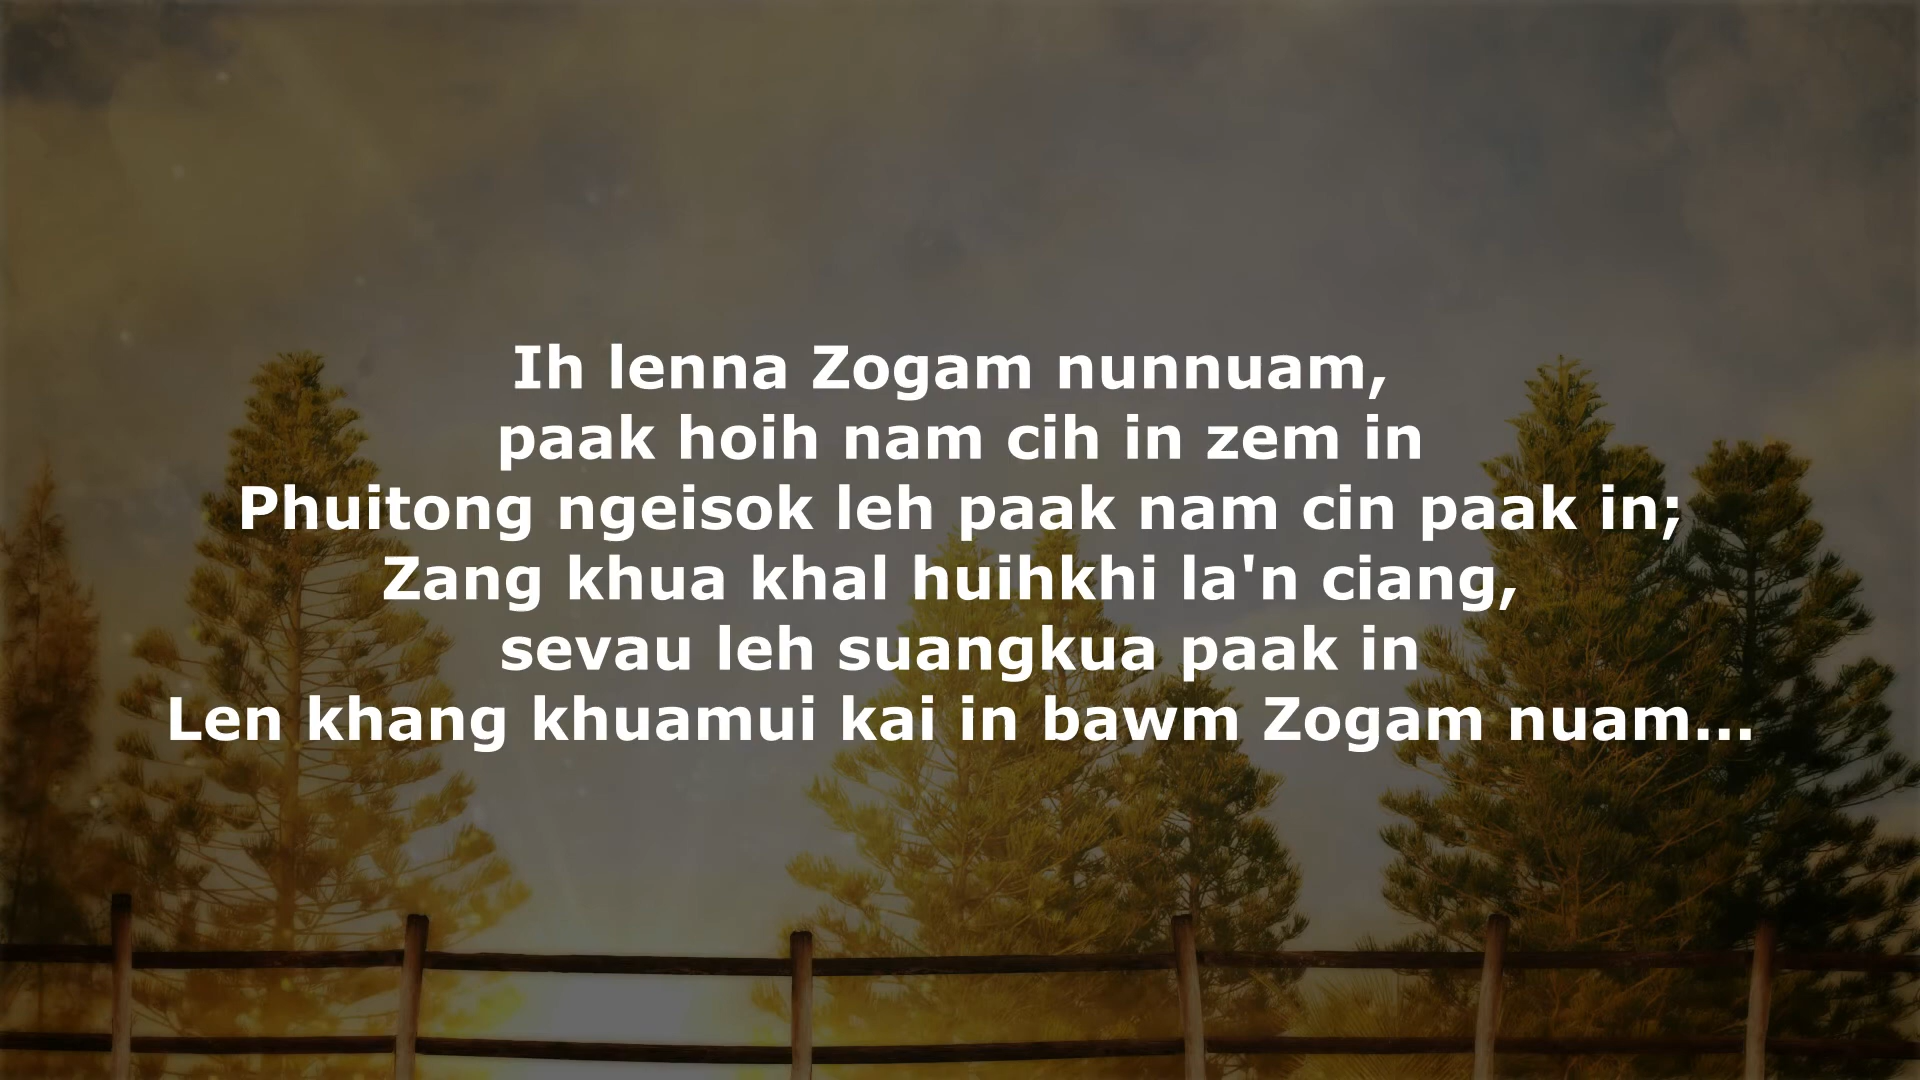 Ih lenna Zogam nunnuam,
paak hoih nam cih in zem in
Phuitong ngeisok leh paak nam cin paak in;
Zang khua khal huihkhi la'n ciang,
sevau leh suangkua paak in
Len khang khuamui kai in bawm Zogam nuam...